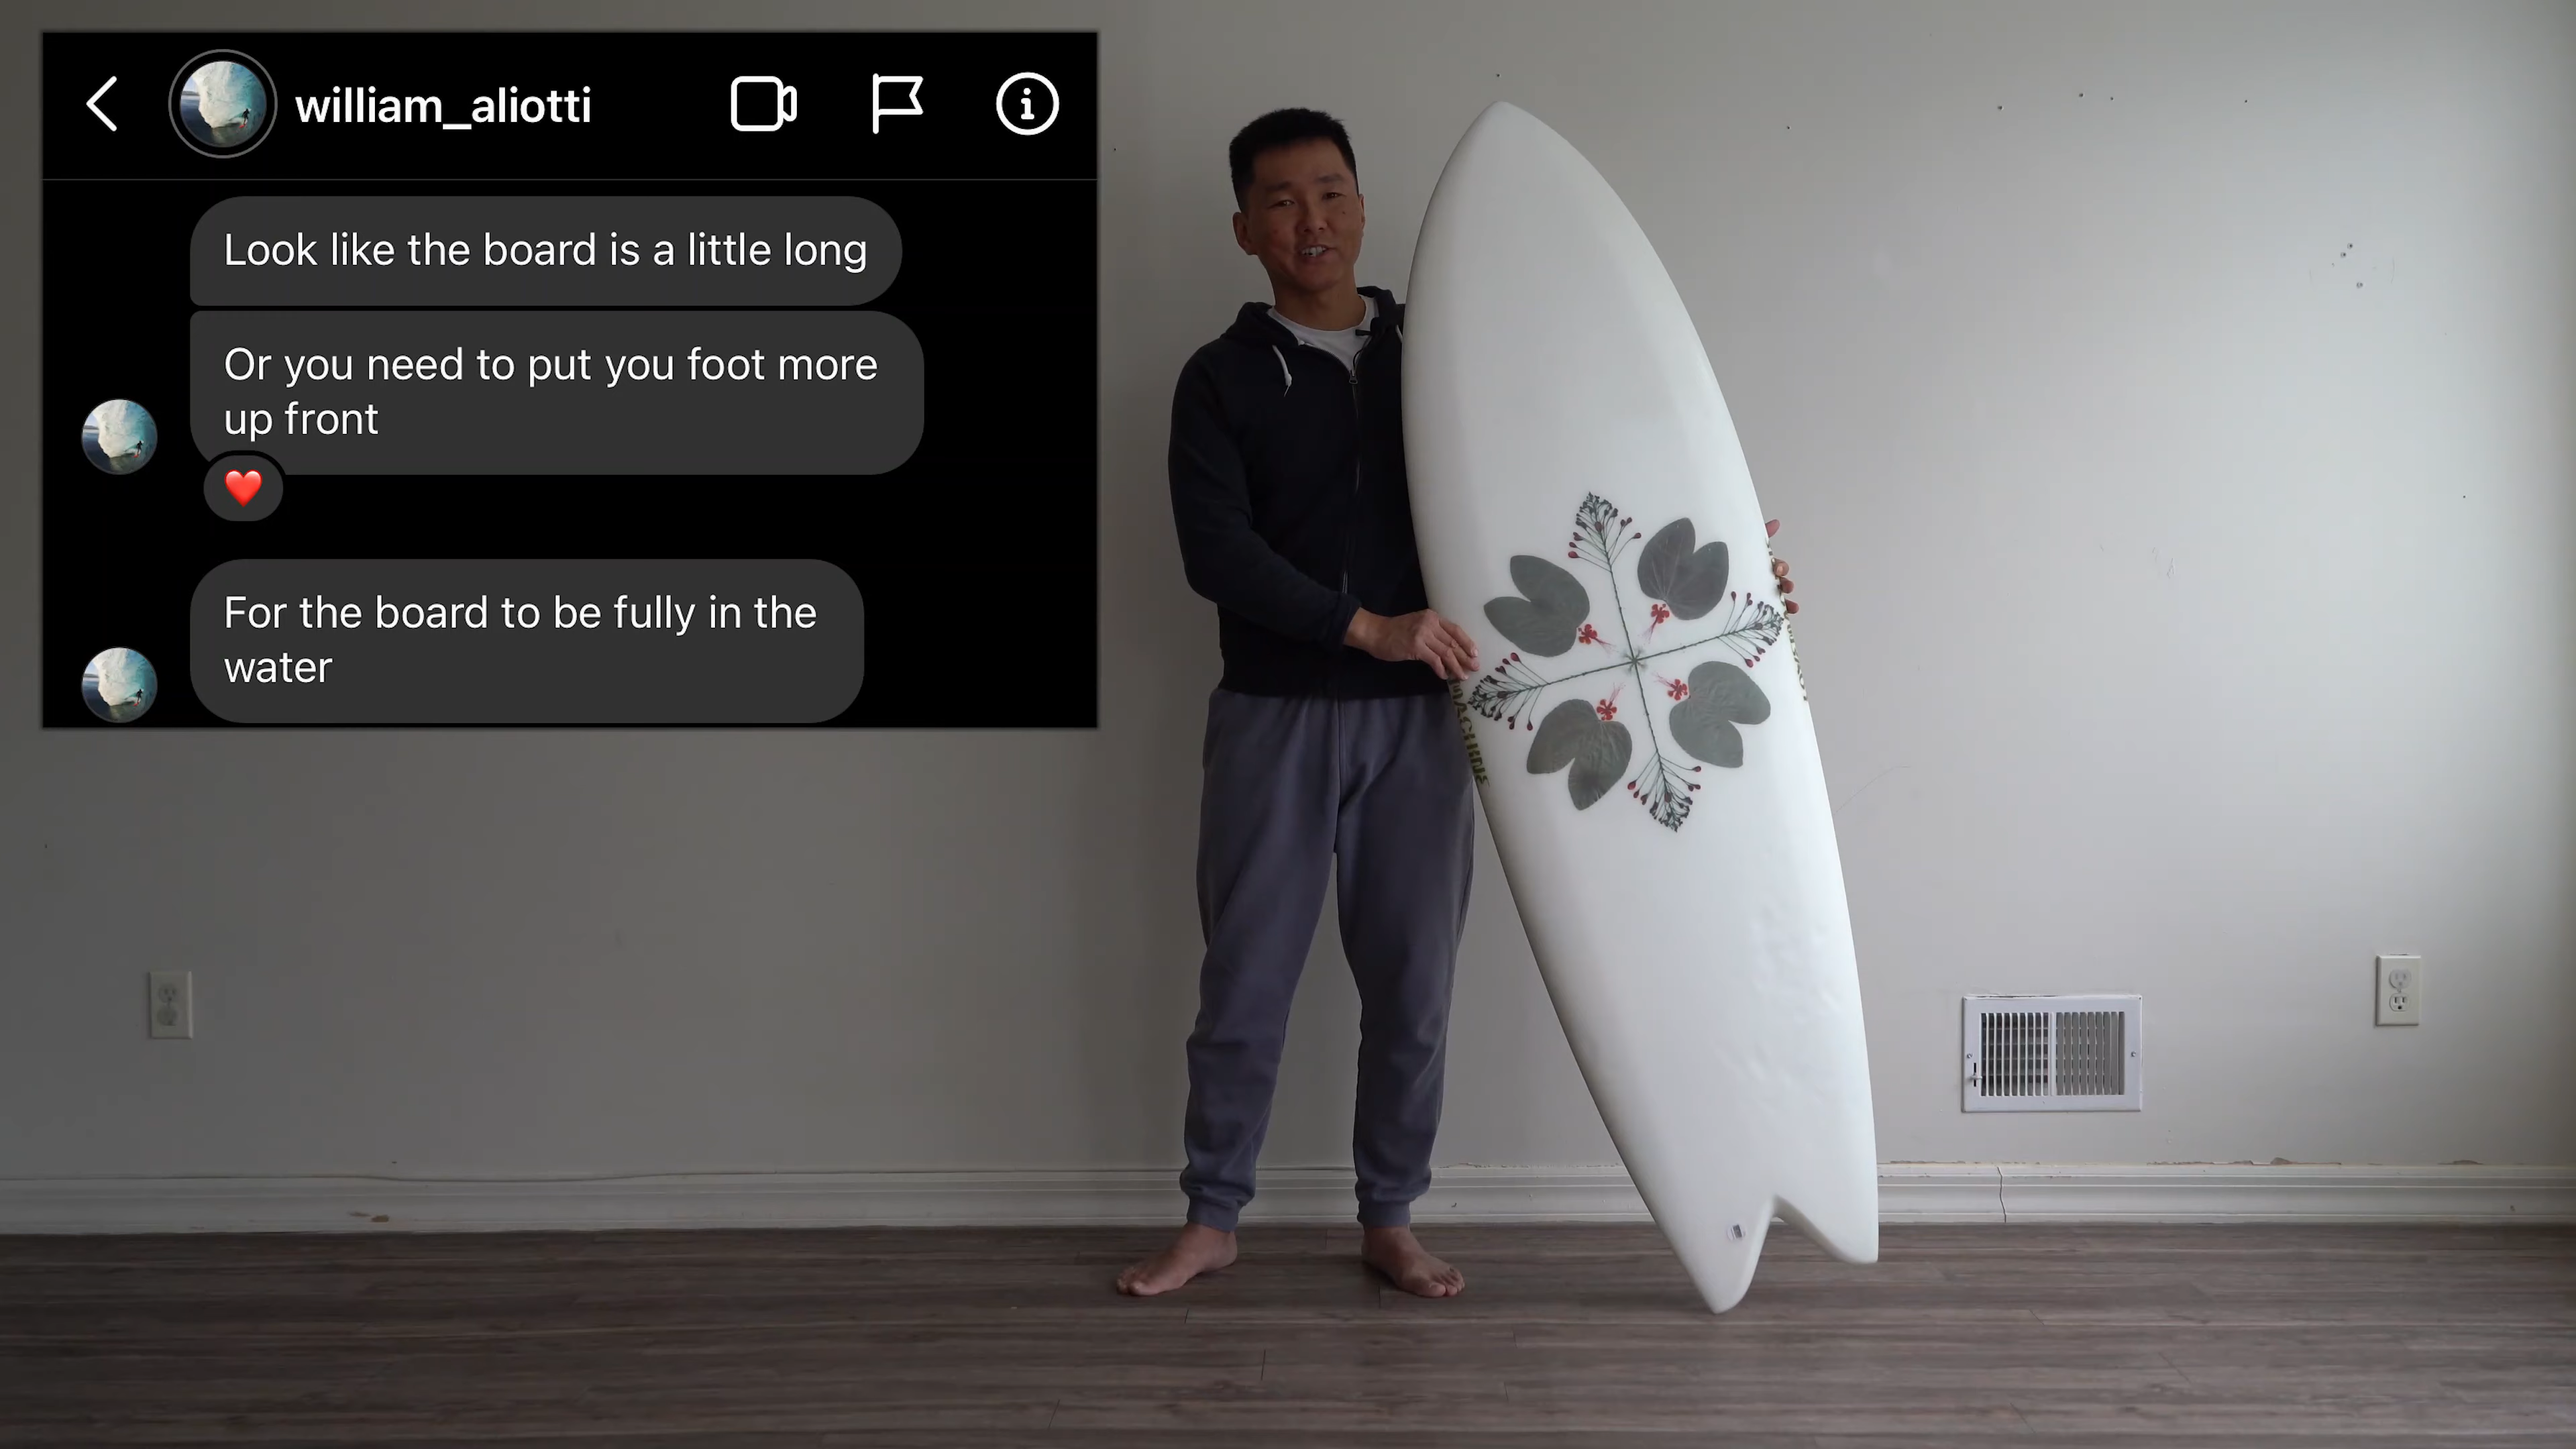 william_aliotti
Look like the board is a little long
Or you need to put you foot more
up front
For the board to be fully in the
water